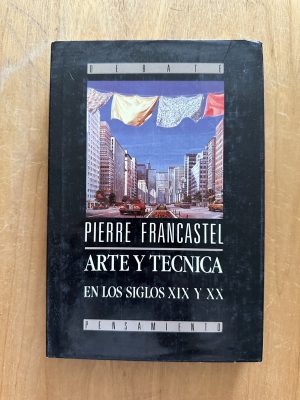 DEBATE
PIERRE FRANCASTEL
ARTE Y TECNICA
EN LOS SIGLOS XIX Y XX
PENSAMIENTO